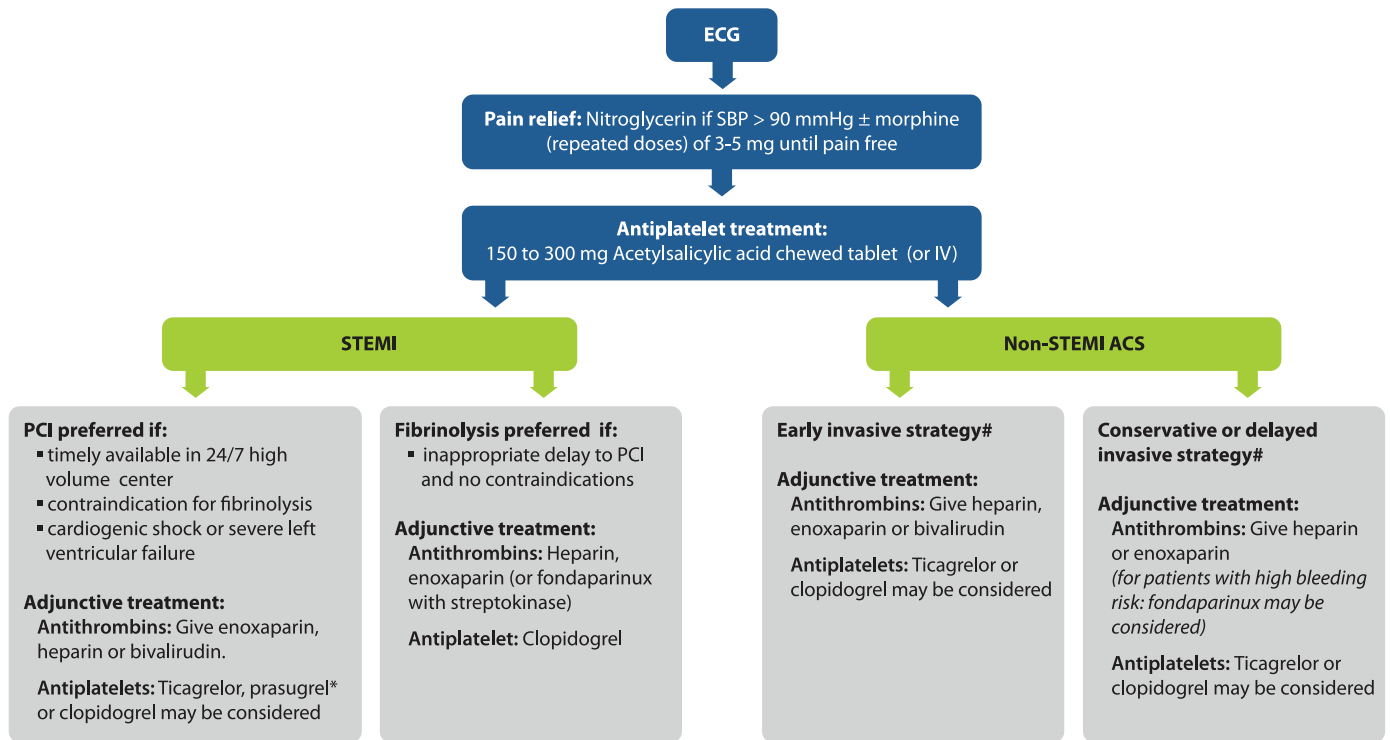 ECG
Pain relief: Nitroglycerin if SBP > 90 mmHg ± morphine
(repeated doses) of 3-5 mg until pain free
Antiplatelet treatment:
150 to 300 mg Acetylsalicylic acid chewed tablet (or IV)
STEMI
Non-STEMI ACS
PCI preferred if:
▪ timely available in 24/7 high
volume center
▪ contraindication for fibrinolysis
▪ cardiogenic shock or severe left
ventricular failure
Adjunctive treatment:
Antithrombins: Give enoxaparin,
heparin or bivalirudin.
Antiplatelets: Ticagrelor, prasugrel*
or clopidogrel may be considered
Fibrinolysis preferred if:
▪ inappropriate delay to PCI
and no contraindications
Adjunctive treatment:
Antithrombins: Heparin,
enoxaparin (or fondaparinux
with streptokinase)
Antiplatelet: Clopidogrel
Early invasive strategy#
Adjunctive treatment:
Antithrombins: Give heparin,
enoxaparin or bivalirudin
Antiplatelets: Ticagrelor or
clopidogrel may be considered
Conservative or delayed
invasive strategy#
Adjunctive treatment:
Antithrombins: Give heparin
or enoxaparin
(for patients with high bleeding
risk: fondaparinux may be
considered)
Antiplatelets: Ticagrelor or
clopidogrel may be considered